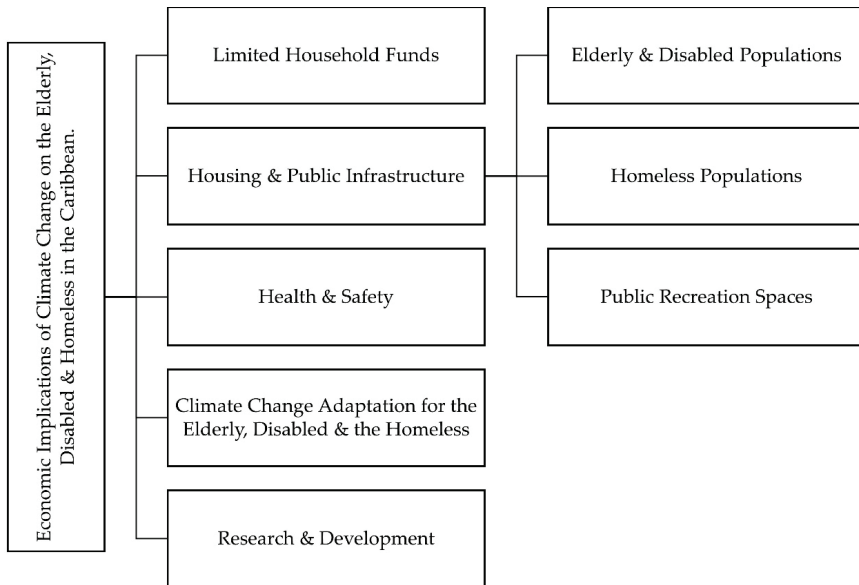 Economic Implications of Climate Change on the Elderly,
Disabled & Homeless in the Caribbean.
Limited Household Funds
Housing & Public Infrastructure
Health & Safety
Climate Change Adaptation for the
Elderly, Disabled & the Homeless
Research & Development
Elderly & Disabled Populations
Homeless Populations
Public Recreation Spaces